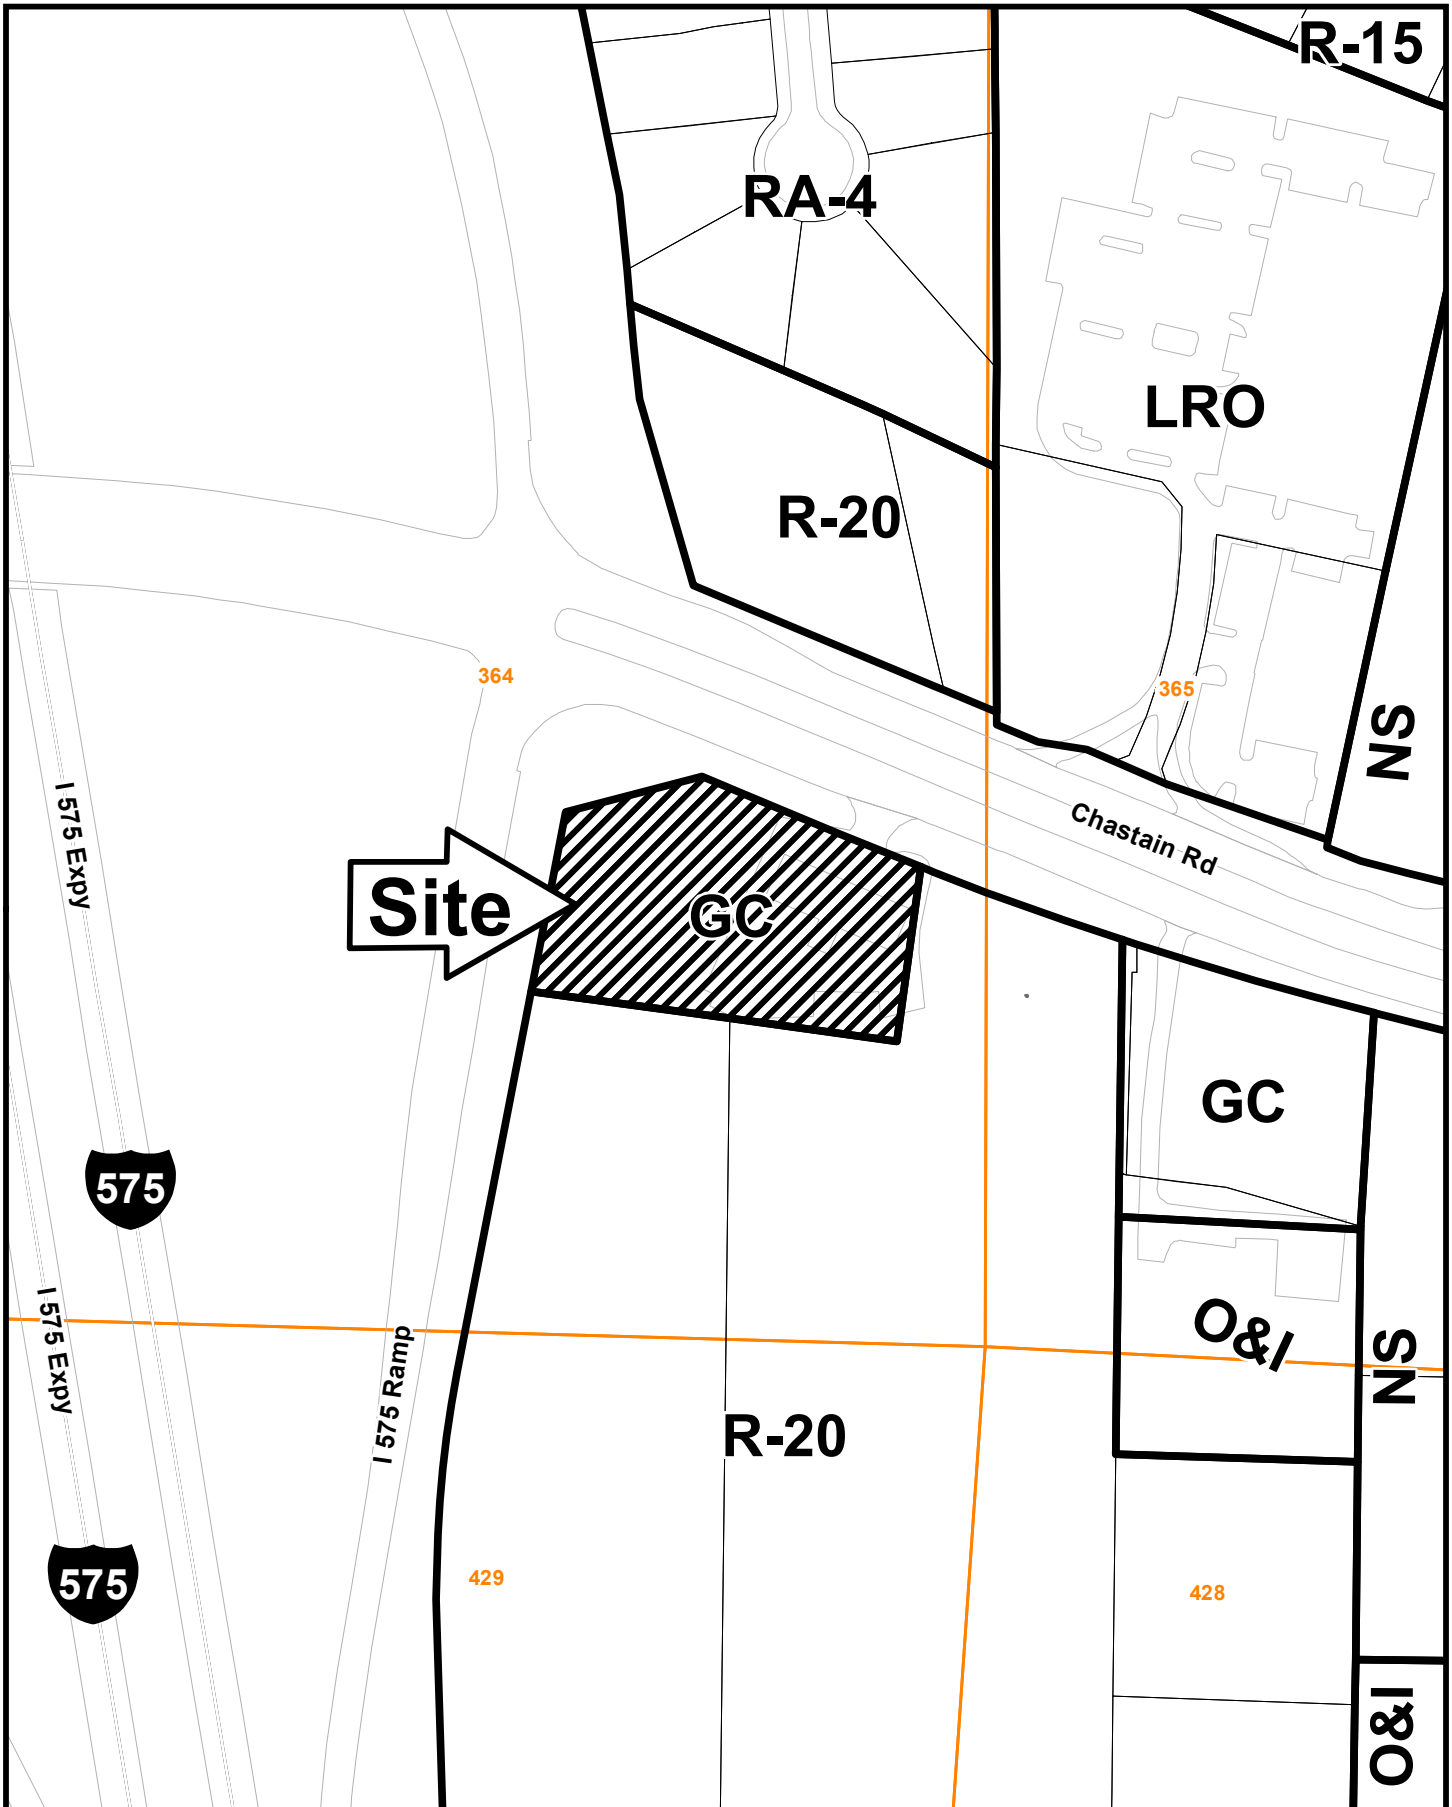 R-15
RA-4
LRO
R-20
364
365
NS
I 575 Expy
Chastain Rd
Site
GC
GC
575
I 575 Expy
O&I
I 575 Ramp
NS
R-20
429
428
575
O&I